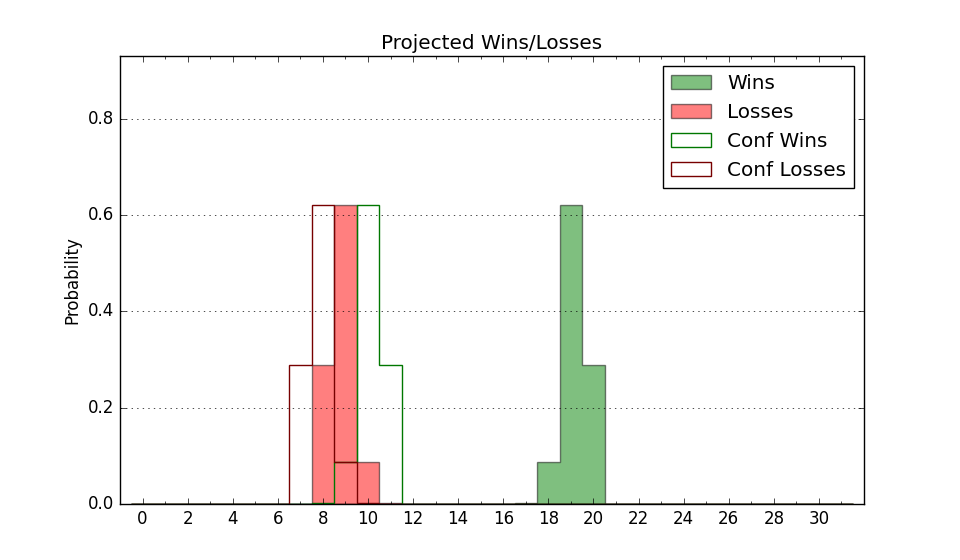 Projected Wins/Losses
Wins
Losses
Conf Wins
Conf Losses
Probability
0.8
0.6
0.4
0.2
0.0
0 2 4 6 8 10 12 14 16 18 20 22 24 26 28 30